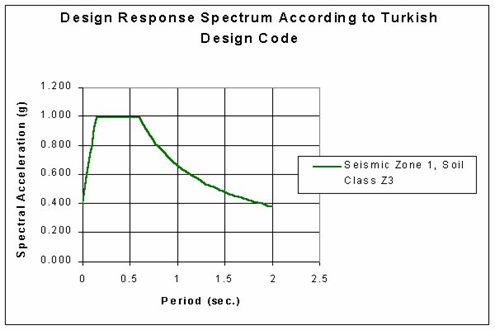 Design Response Spectrum According to Turkish
Design Code
Spectral Acceleration (g)
1.200
1.000
0.800
0.600
0.400
0.200
0.000
0
0.5
1
1.5
2
2.5
Period (sec.)
Seismic Zone 1, Soil
Class Z3